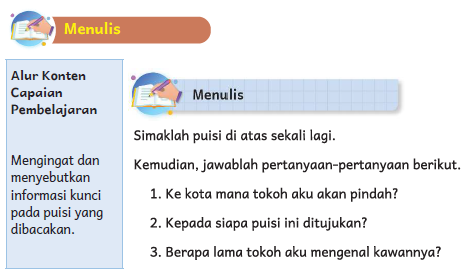 Menulis
Alur Konten
Capaian
Pembelajaran
Mengingat dan
menyebutkan
informasi kunci
pada puisi yang
dibacakan.
Menulis
Simaklah puisi di atas sekali lagi.
Kemudian, jawablah pertanyaan-pertanyaan berikut.
1. Ke kota mana tokoh aku akan pindah?
2. Kepada siapa puisi ini ditujukan?
3. Berapa lama tokoh aku mengenal kawannya?